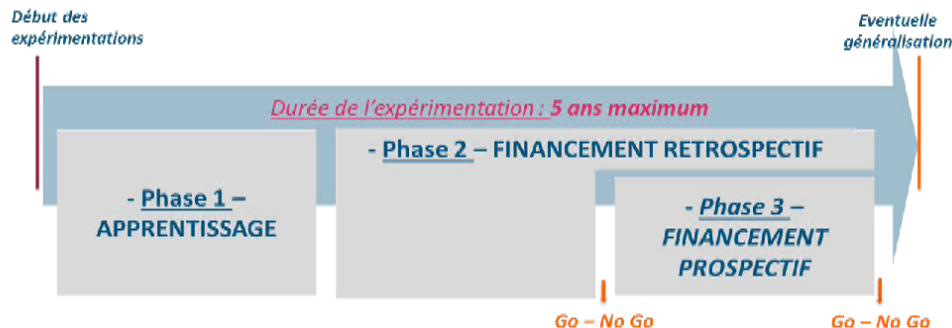 Début des
expérimentations
Eventuelle
généralisation
Durée de l'expérimentation : 5 ans maximum
- Phase 1 –
APPRENTISSAGE
- Phase 2 – FINANCEMENT RETROSPECTIF
- Phase 3 –
FINANCEMENT
PROSPECTIF
Go – No Go
Go – No Go